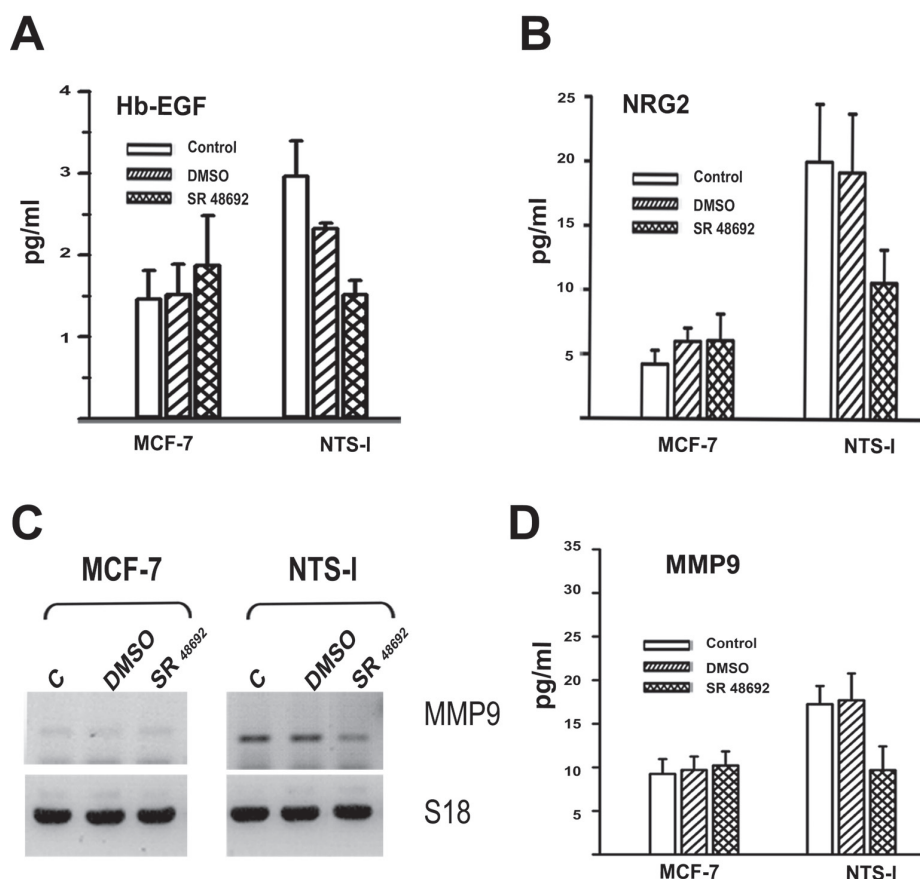 A
Hb-EGF
4
3
2
1
pg/ml
Control
DMSO
SR 48692
MCF-7
NTS-I
B
NRG2
25
20
15
10
5
pg/ml
Control
DMSO
SR 48692
MCF-7
NTS-I
C
MCF-7
NTS-I
C
DMSO
SR 48692
C
DMSO
SR 48692
MMP9
S18
D
MMP9
35
30
25
20
15
10
5
pg/ml
Control
DMSO
SR 48692
MCF-7
NTS-I